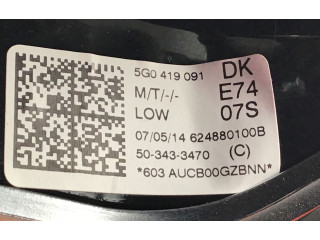 5G0 419 091 DK
M/T/-/- E74
LOW 07S
07/05/14 624880100B
50-343-3470 (C)
*603 AUCB00GZBNN*